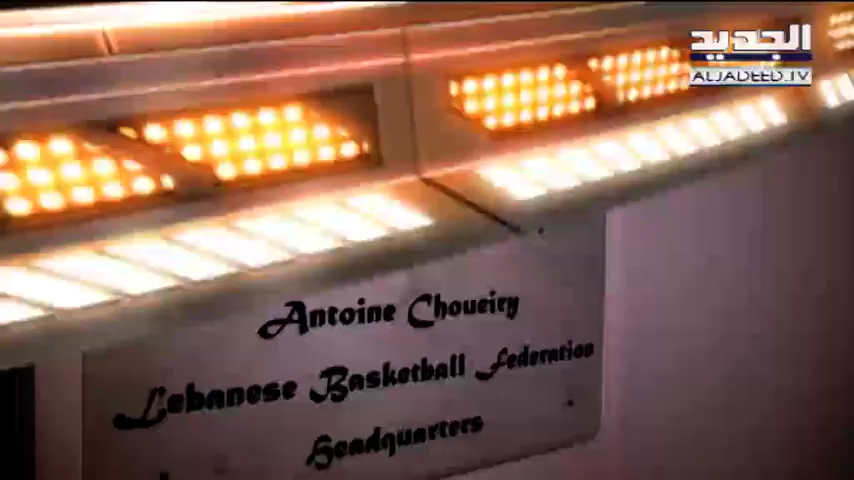 الجديد
ALJADEED.TV
Antoine Choueiry
Lebanese Basketball Federation
Headquarters